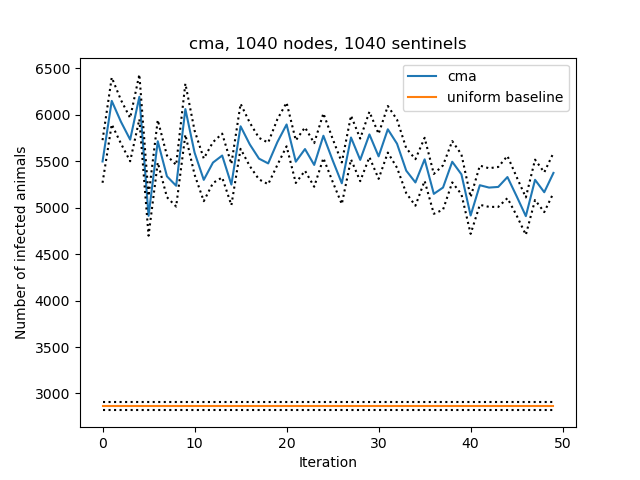 cma, 1040 nodes, 1040 sentinels
cma
uniform baseline
Number of infected animals
6500
6000
5500
5000
4500
4000
3500
3000
0 10 20 30 40 50
Iteration